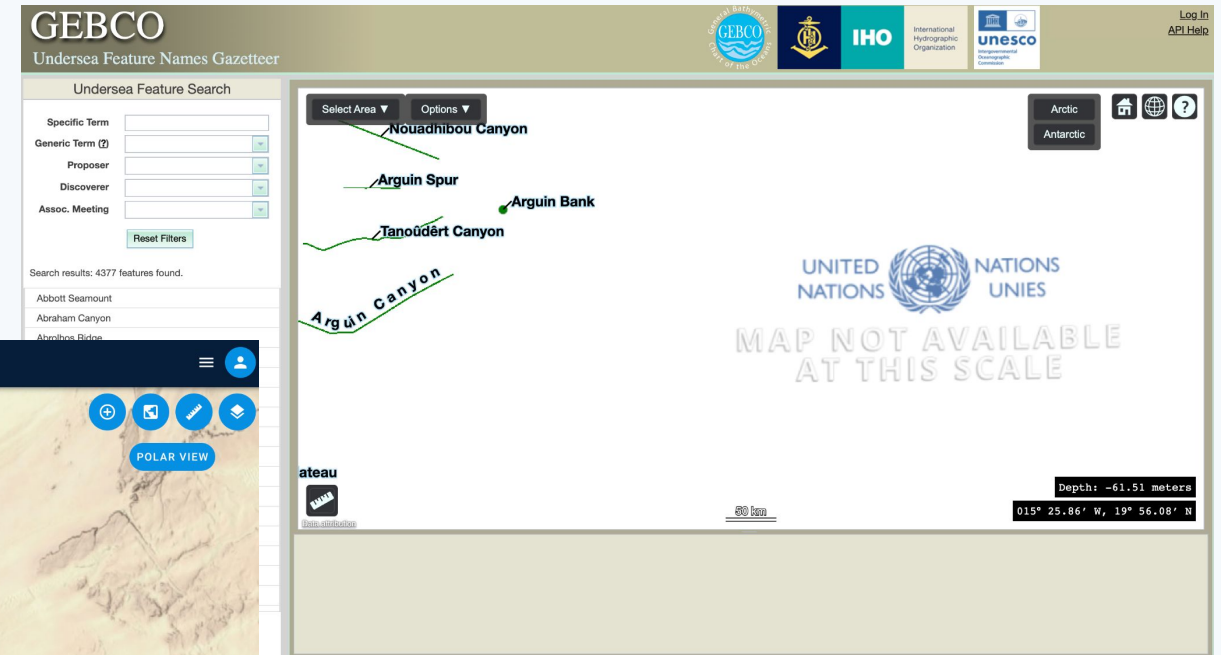 GEBCO
Undersea Feature Names Gazetteer
General Bathymetric
GEBCO
Chart of the Oceans
IHO
International
Hydrographic
Organization
unesco
Intergovernmental
Oceanographic
Commission
Log In
API Help
Undersea Feature Search
Specific Term
Generic Term (?)
Proposer
Discoverer
Assoc. Meeting
Reset Filters
Search results: 4377 features found.
Abbott Seamount
Abraham Canyon
Abrolhos Ridge
POLAR VIEW
Select Area ▼
Options ▼
Arctic
Antarctic
?
Nouadhibou Canyon
Arguin Spur
Arguin Bank
Tanoûdêrt Canyon
Arguin Canyon
UNITED NATIONS
NATIONS UNIES
MAP NOT AVAILABLE
AT THIS SCALE
ateau
Data attribution
50 km
Depth: -61.51 meters
015° 25.86′ W, 19° 56.08′ N